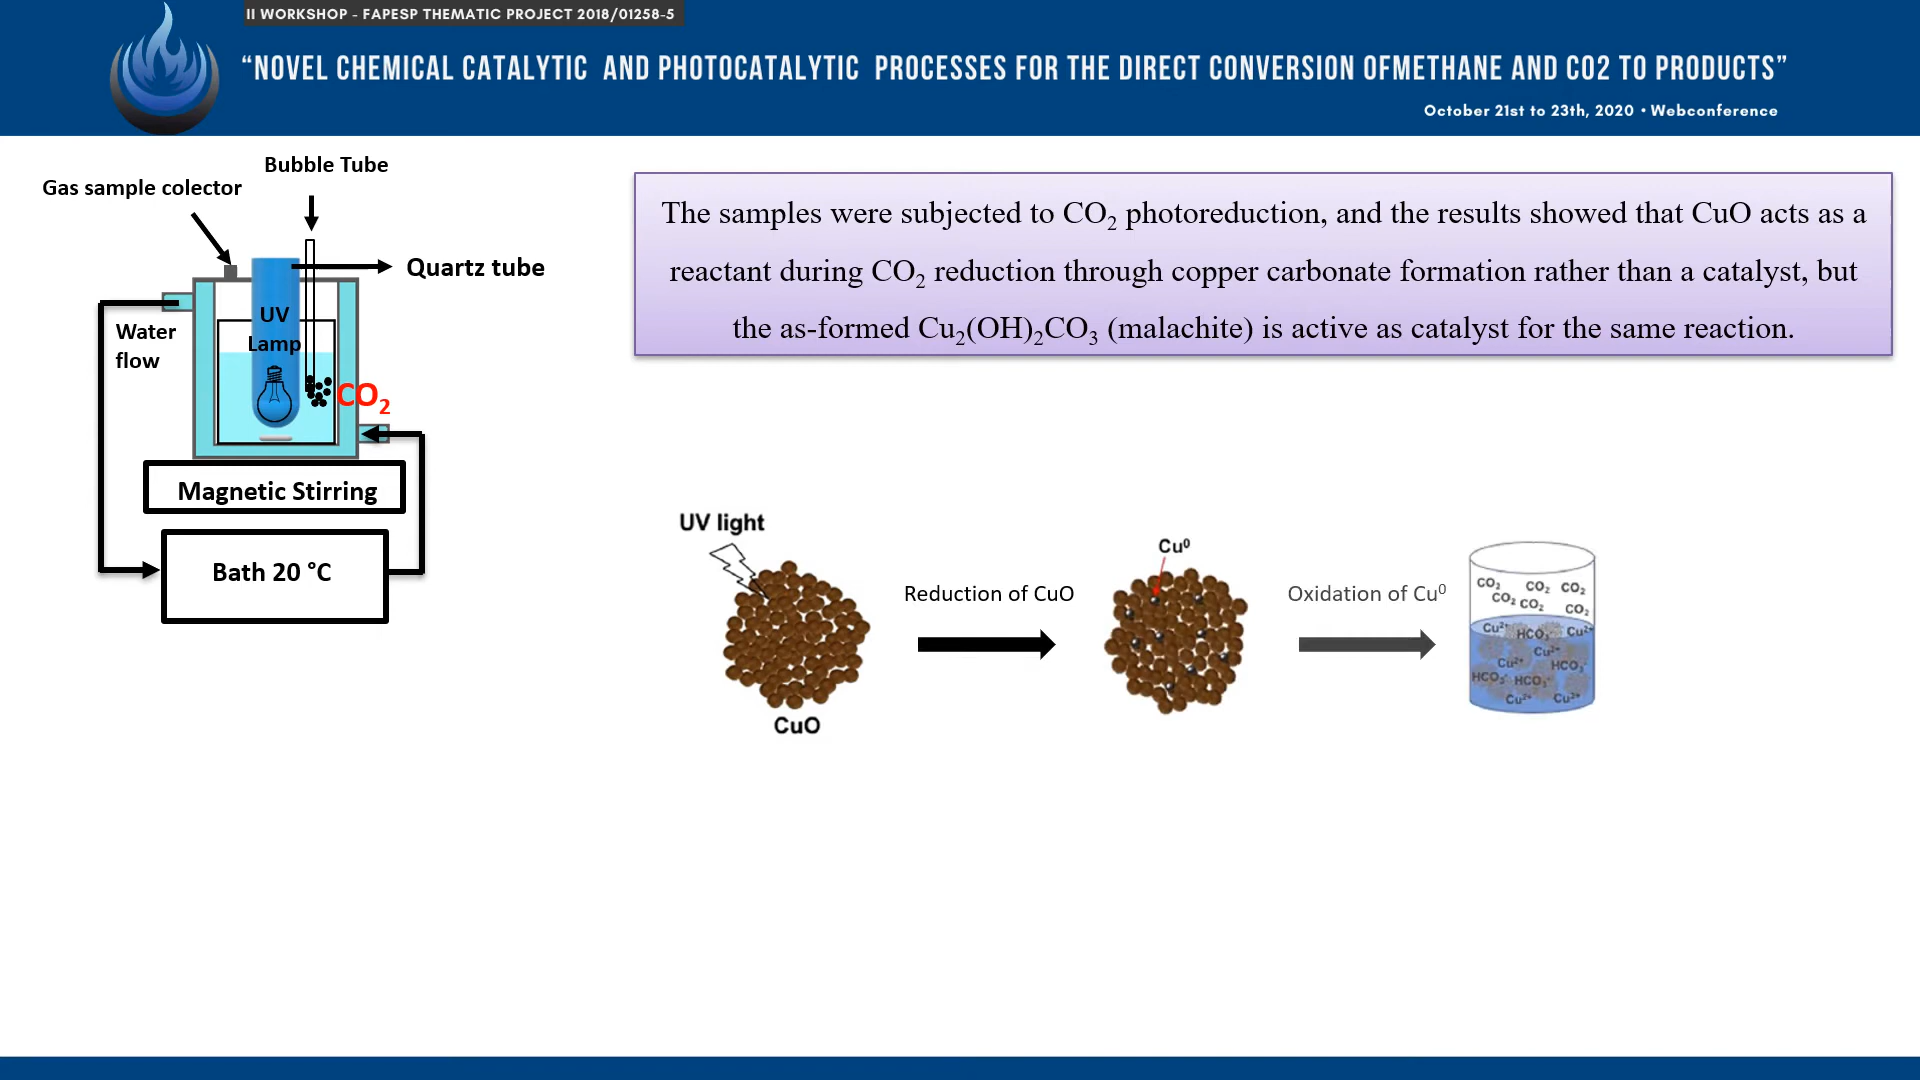 II WORKSHOP - FAPESP THEMATIC PROJECT 2018/01258-5
“NOVEL CHEMICAL CATALYTIC AND PHOTOCATALYTIC PROCESSES FOR THE DIRECT CONVERSION OFMETHANE AND CO2 TO PRODUCTS”
October 21st to 23th, 2020 • Webconference
Bubble Tube
Gas sample colector
Quartz tube
UV
Lamp
Water
flow
CO₂
Magnetic Stirring
Bath 20 °C
The samples were subjected to CO₂ photoreduction, and the results showed that CuO acts as a
reactant during CO₂ reduction through copper carbonate formation rather than a catalyst, but
the as-formed Cu₂(OH)₂CO₃ (malachite) is active as catalyst for the same reaction.
UV light
CuO
Reduction of CuO
Cu⁰
Oxidation of Cu⁰
CO₂ CO₂ CO₂
CO₂ CO₂ CO₂
Cu²⁺ HCO₃⁻ Cu²⁺
Cu²⁺
Cu²⁺ HCO₃⁻
HCO₃⁻ HCO₃⁻
Cu²⁺ Cu²⁺